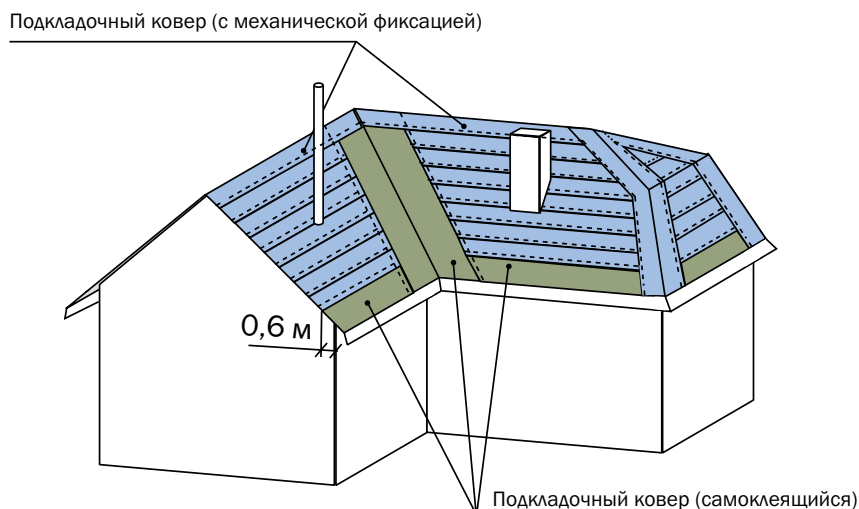 Подкладочный ковер (с механической фиксацией)
0,6 м
Подкладочный ковер (самоклеящийся)